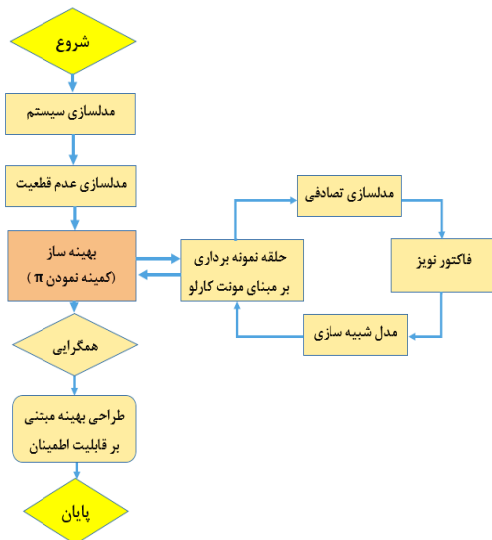 شروع
مدلسازی سیستم
مدلسازی عدم قطعیت
بهینه ساز
(کمینه نمودن π )
همگرایی
طراحی بهینه مبتنی
بر قابلیت اطمینان
پایان
حلقه نمونه برداری
بر مبنای مونت کارلو
مدلسازی تصادفی
فاکتور نویز
مدل شبیه سازی